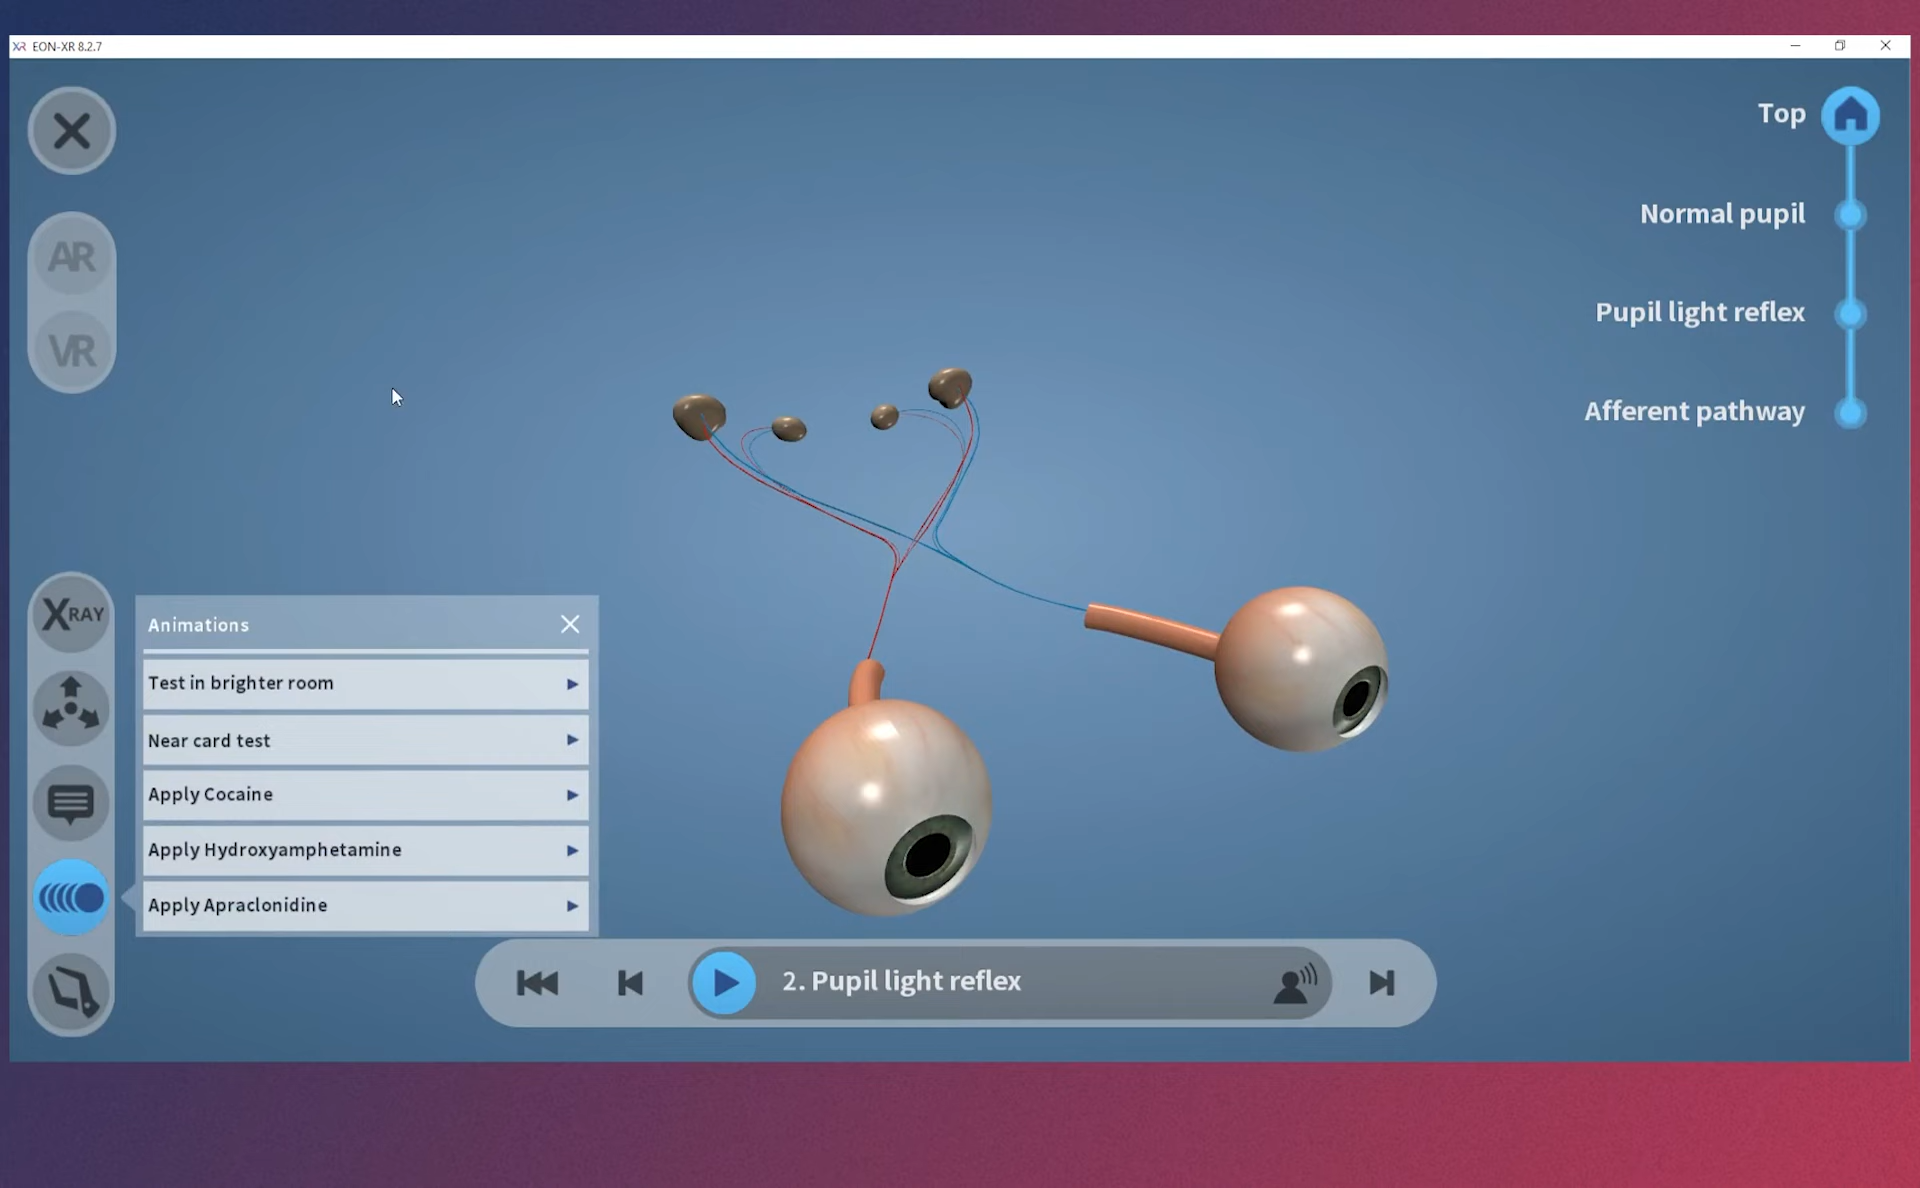 XR EON-XR 8.2.7
Top
Normal pupil
Pupil light reflex
Afferent pathway
AR
VR
XRAY
Animations
Test in brighter room
Near card test
Apply Cocaine
Apply Hydroxyamphetamine
Apply Apraclonidine
2. Pupil light reflex